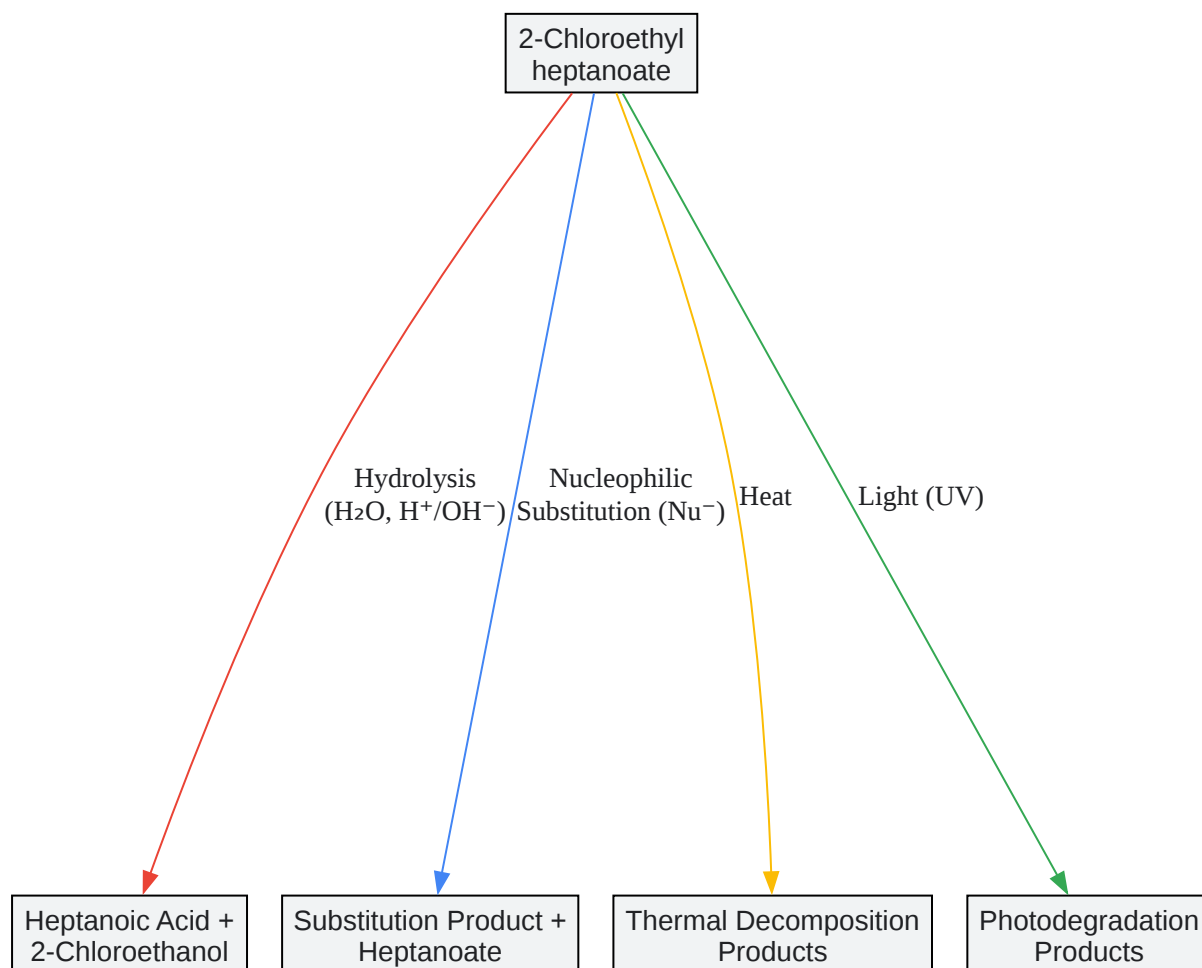 2-Chloroethyl
heptanoate
Hydrolysis
(H₂O, H⁺/OH⁻)
Nucleophilic
Substitution (Nu⁻)
Heat
Light (UV)
Heptanoic Acid +
2-Chloroethanol
Substitution Product +
Heptanoate
Thermal Decomposition
Products
Photodegradation
Products